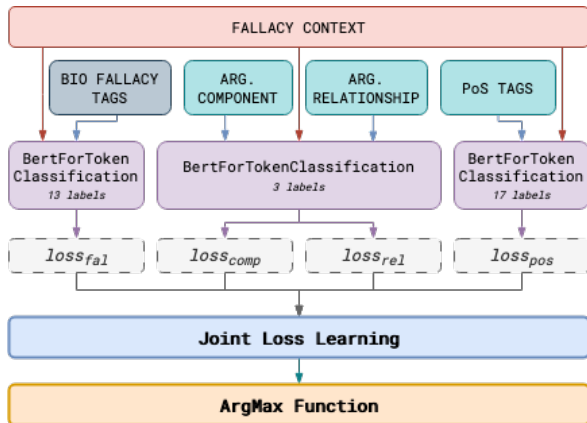 FALLACY CONTEXT
BIO FALLACY
TAGS
ARG.
COMPONENT
ARG.
RELATIONSHIP
PoS TAGS
BertForToken
Classification
13 labels
BertForTokenClassification
3 labels
BertForToken
Classification
17 labels
loss_fal
loss_comp
loss_rel
loss_pos
Joint Loss Learning
ArgMax Function